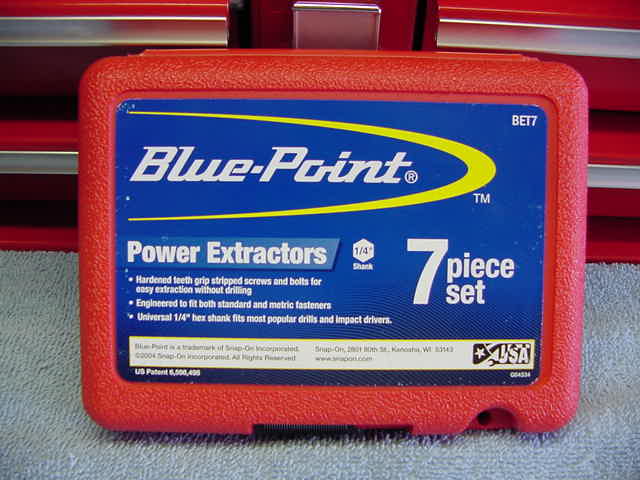 BET7
Blue-Point®
TM
Power Extractors
1/4"
Shank
7 piece set
• Hardened teeth grip stripped screws and bolts for
easy extraction without drilling
• Engineered to fit both standard and metric fasteners
• Universal 1/4" hex shank fits most popular drills and impact drivers.
Blue-Point is a trademark of Snap-On Incorporated.
©2004 Snap-On Incorporated. All Rights Reserved.
Snap-On, 2801 80th St., Kenosha, WI 53143
www.snapon.com
USA
US Patent 6,598,498